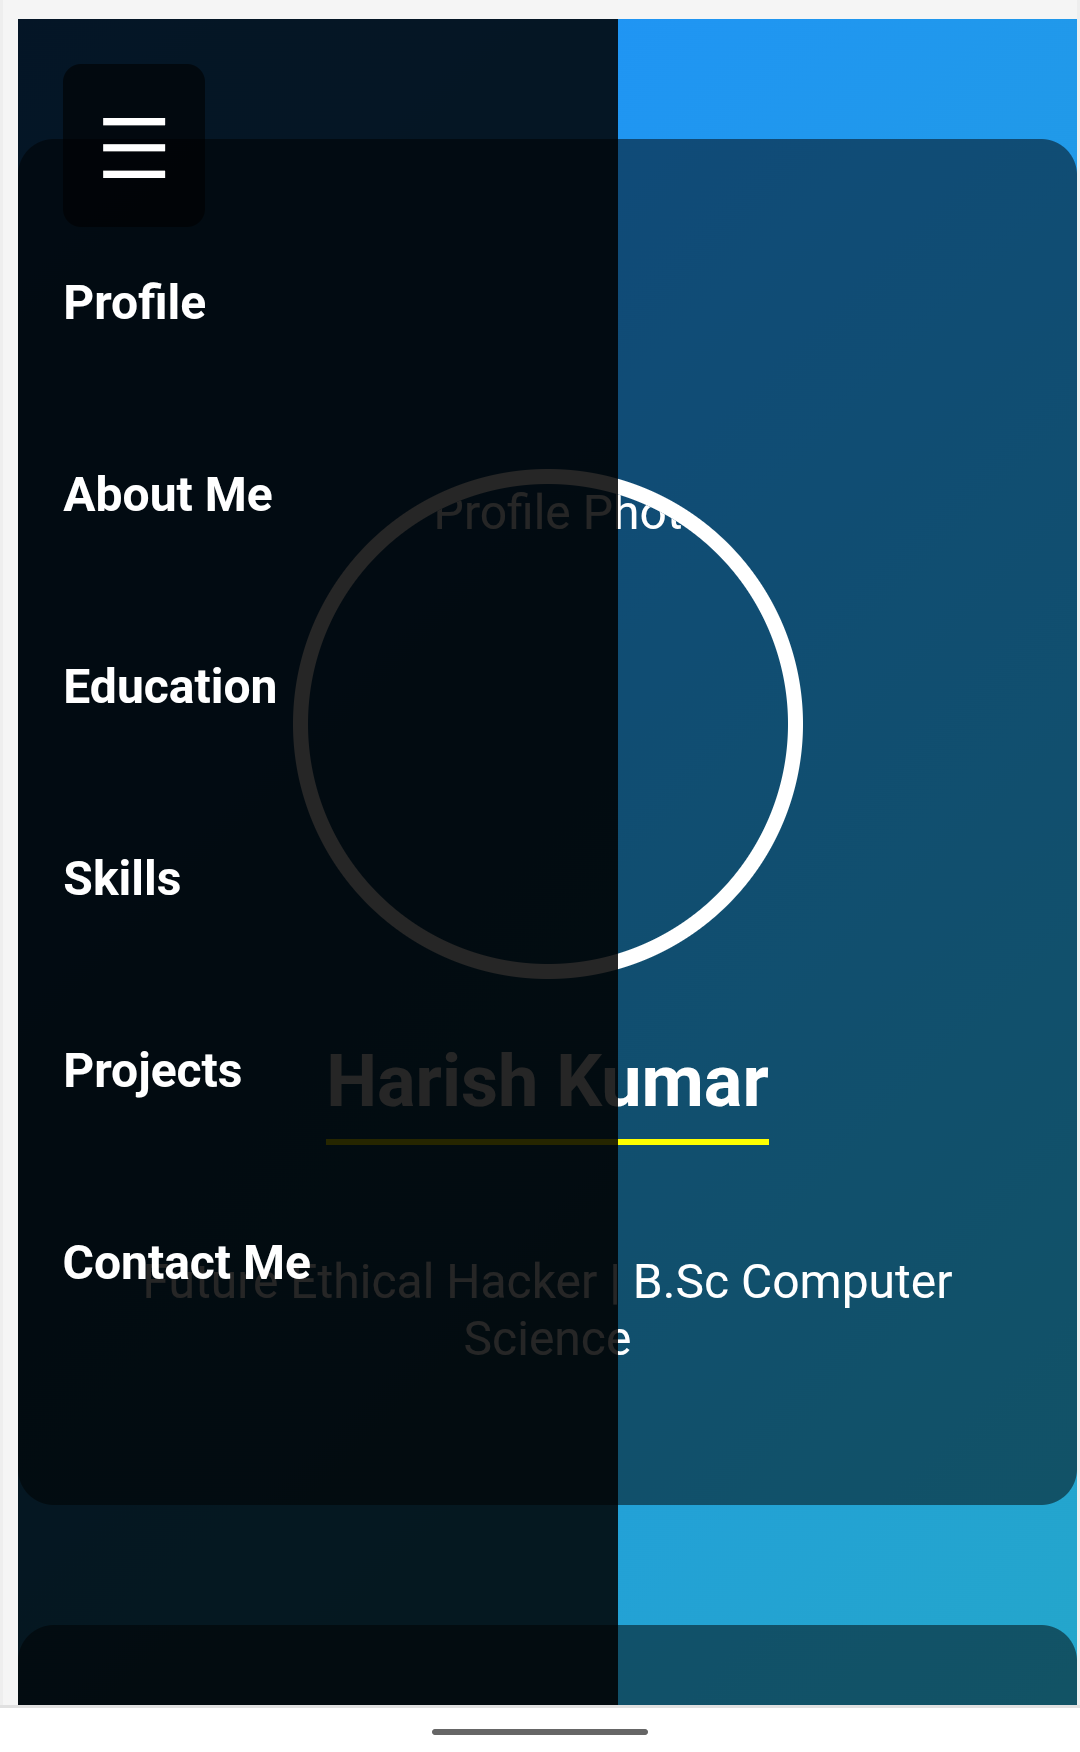 Profile
About Me
Profile Phot
Education
Skills
Projects
Harish Kumar
Contact Me
Future Ethical Hacker | B.Sc Computer
Science